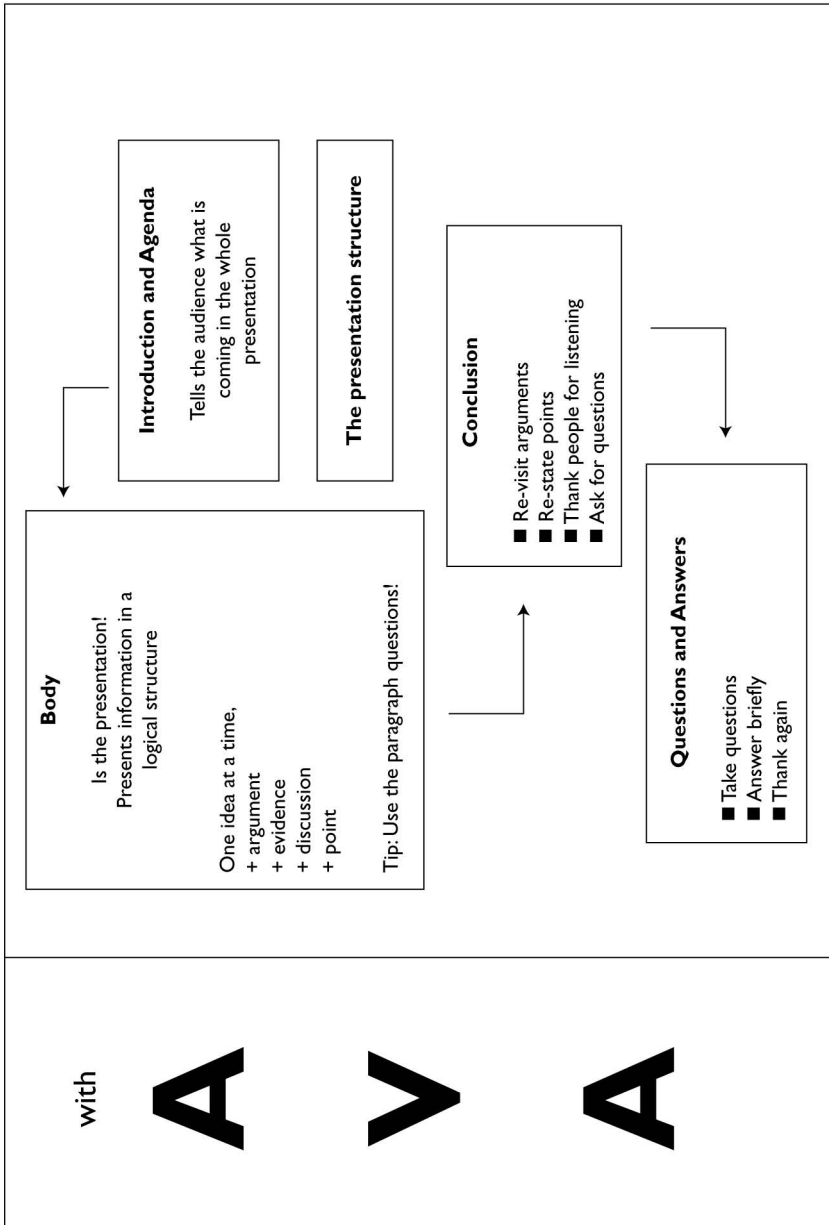 with
A
V
A
Body
Is the presentation!
Presents information in a
logical structure
One idea at a time,
+ argument
+ evidence
+ discussion
+ point
Tip: Use the paragraph questions!
Introduction and Agenda
Tells the audience what is
coming in the whole
presentation
The presentation structure
Conclusion
■ Re-visit arguments
■ Re-state points
■ Thank people for listening
■ Ask for questions
Questions and Answers
■ Take questions
■ Answer briefly
■ Thank again